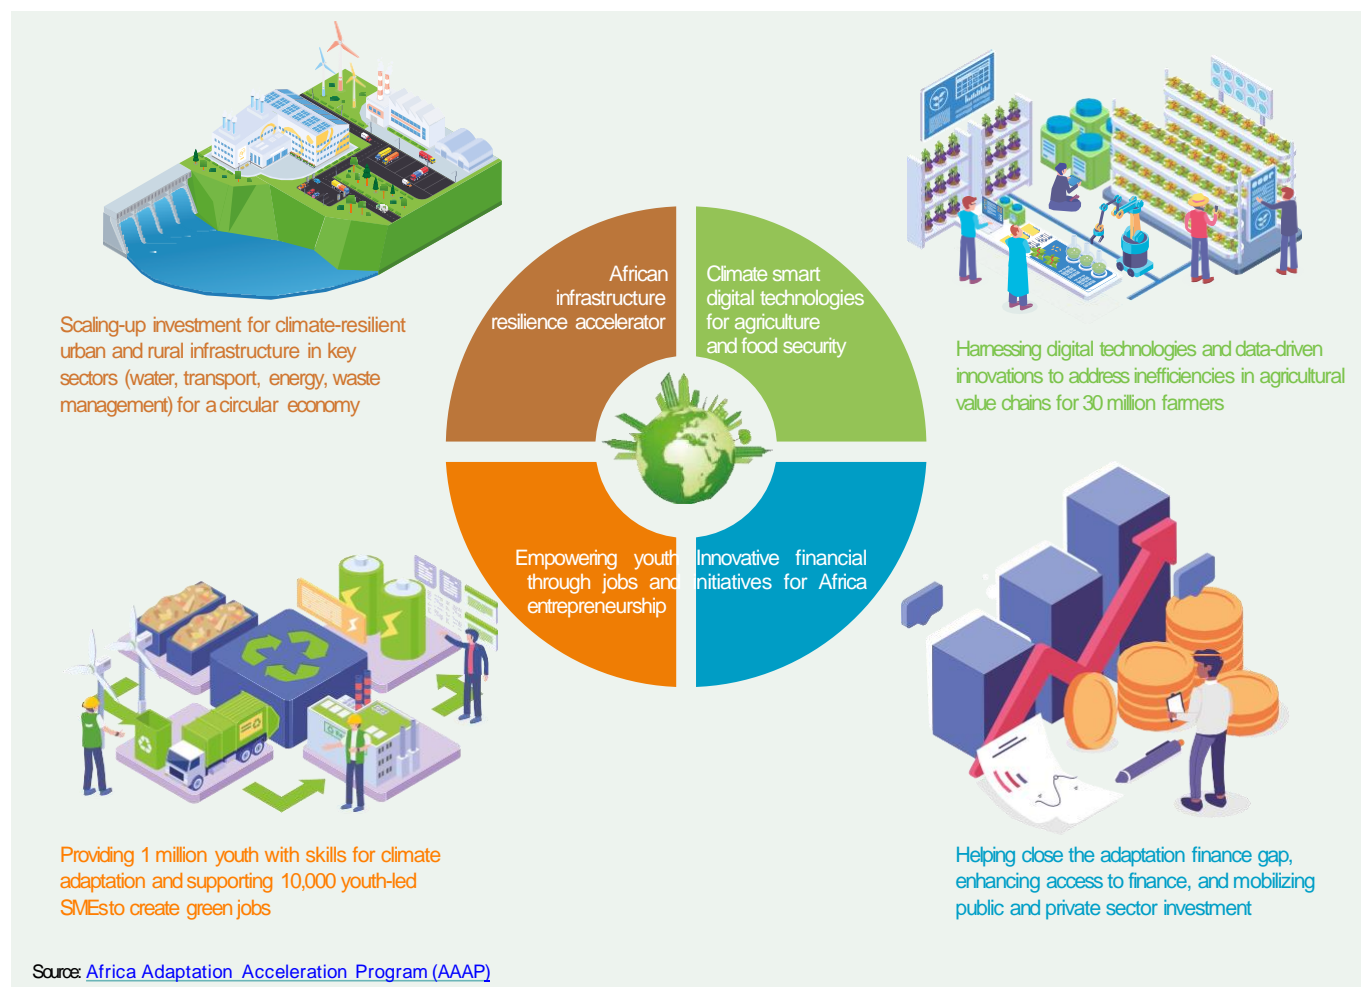 African
infrastructure
resilience accelerator
Climate smart
digital technologies
for agriculture
and food security
Scaling-up investment for climate-resilient
urban and rural infrastructure in key
sectors (water, transport, energy, waste
management) for a circular economy
Harnessing digital technologies and data-driven
innovations to address inefficiencies in agricultural
value chains for 30 million farmers
Empowering youth
through jobs and
entrepreneurship
Innovative financial
initiatives for Africa
Providing 1 million youth with skills for climate
adaptation and supporting 10,000 youth-led
SMEs to create green jobs
Helping close the adaptation finance gap,
enhancing access to finance, and mobilizing
public and private sector investment
Source: Africa Adaptation Acceleration Program (AAAP)